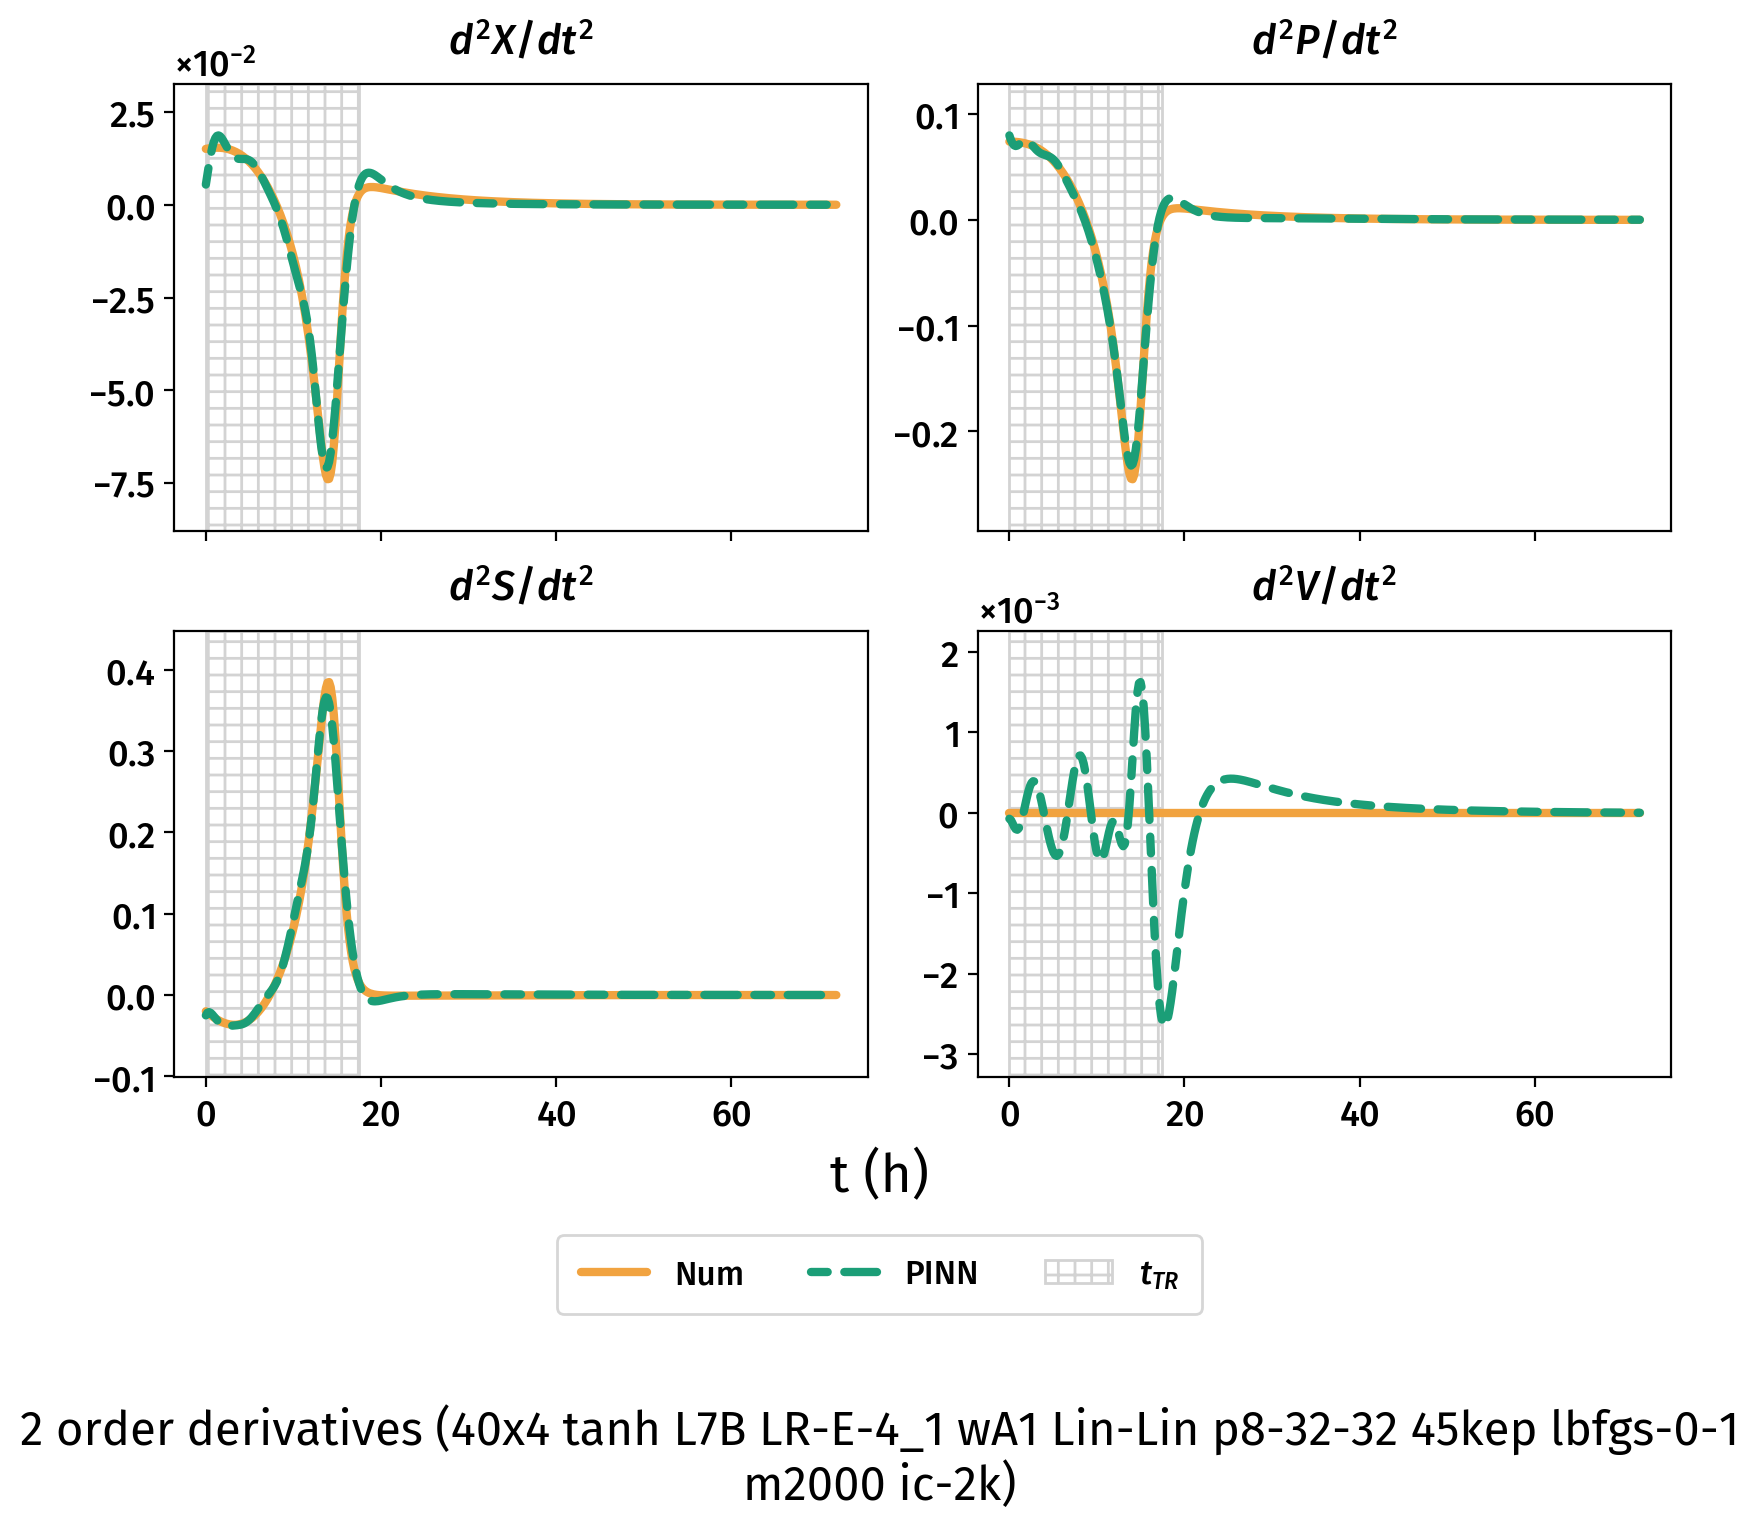 d²X/dt²
×10⁻²
2.5
0.0
−2.5
−5.0
−7.5
d²P/dt²
0.1
0.0
−0.1
−0.2
d²S/dt²
0.4
0.3
0.2
0.1
0.0
−0.1
0 20 40 60
d²V/dt²
×10⁻³
2
1
0
−1
−2
−3
0 20 40 60
t (h)
Num PINN t_TR
2 order derivatives (40x4 tanh L7B LR-E-4_1 wA1 Lin-Lin p8-32-32 45kep lbfgs-0-1
m2000 ic-2k)